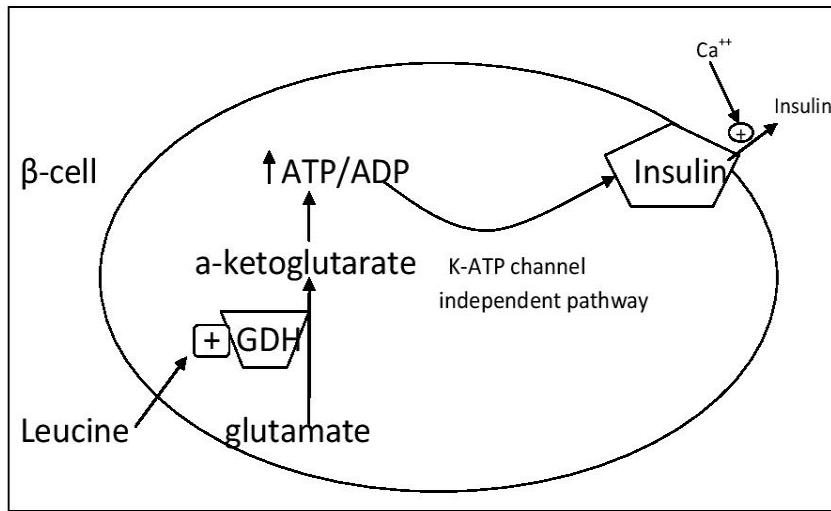 Ca++
Insulin
β-cell
ATP/ADP
Insulin
+
a-ketoglutarate
K-ATP channel
independent pathway
+
GDH
Leucine
glutamate